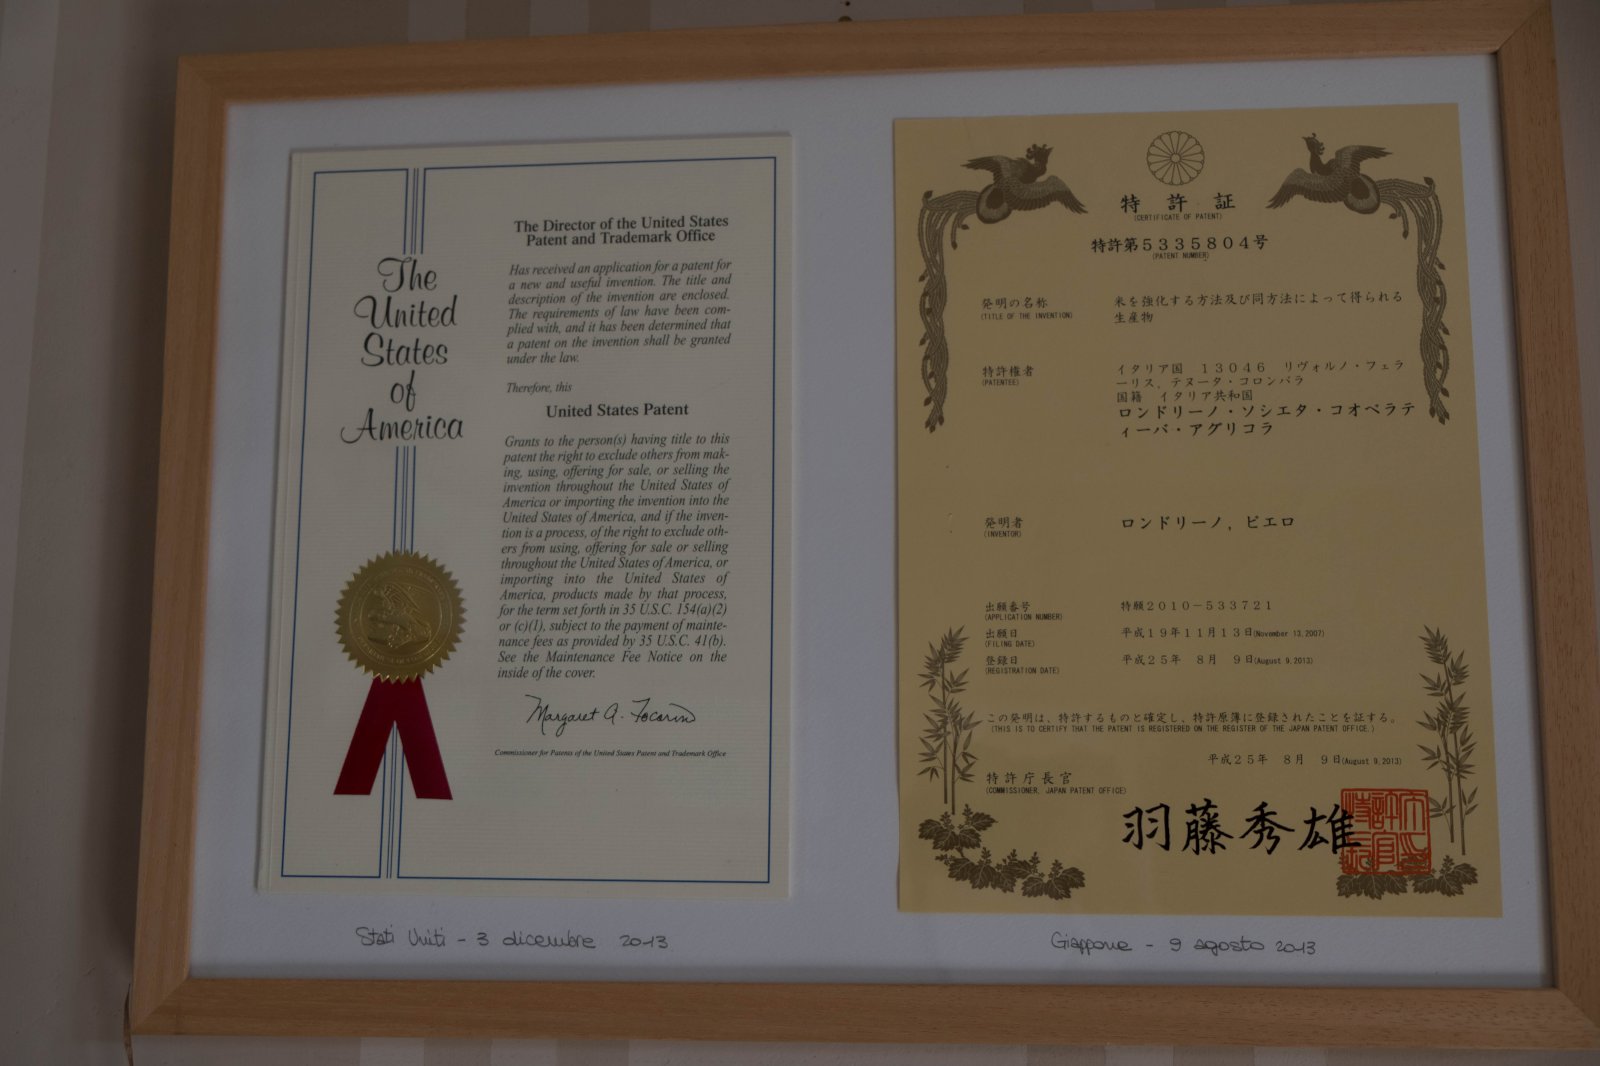 The
United
States
of
America
The Director of the United States
Patent and Trademark Office
Has received an application for a patent for
a new and useful invention. The title and
description of the invention are enclosed.
The requirements of law have been com-
plied with, and it has been determined that
a patent on the invention shall be granted
under the law.
Therefore, this
United States Patent
Grants to the person(s) having title to this
patent the right to exclude others from mak-
ing, using, offering for sale, or selling the
invention throughout the United States of
America or importing the invention into the
United States of America, and if the inven-
tion is a process, of the right to exclude oth-
ers from using, offering for sale or selling
throughout the United States of America, or
importing into the United States of
America, products made by that process,
for the term set forth in 35 U.S.C. 154(a)(2)
or (c)(1), subject to the payment of mainte-
nance fees as provided by 35 U.S.C. 41(b).
See the Maintenance Fee Notice on the
inside of the cover.
Margaret A. Focarino
Commissioner for Patents of the United States Patent and Trademark Office
Stati Uniti - 3 dicembre 2013
特許証
(CERTIFICATE OF PATENT)
特許第5335804号
(PATENT NUMBER)
発明の名称 米を強化する方法及び同方法によって得られる
(TITLE OF THE INVENTION) 生産物
特許権者 イタリア国 13046 リヴォルノ・フェラ
(PATENTEE) ーリス、テヌータ・コロンバラ
国籍 イタリア共和国
ロンドリーノ・ソシエタ・コオペラテ
ィーバ・アグリコラ
発明者 ロンドリーノ,ピエロ
(INVENTOR)
出願番号 特願2010-533721
(APPLICATION NUMBER)
出願日 平成19年11月13日(November 13,2007)
(FILING DATE)
登録日 平成25年 8月 9日(August 9,2013)
(REGISTRATION DATE)
この発明は、特許するものと確定し、特許原簿に登録されたことを証する。
(THIS IS TO CERTIFY THAT THE PATENT IS REGISTERED ON THE REGISTER OF THE JAPAN PATENT OFFICE.)
平成25年 8月 9日(August 9,2013)
特許庁長官
(COMMISSIONER, JAPAN PATENT OFFICE)
羽藤秀雄
Giappone - 9 agosto 2013